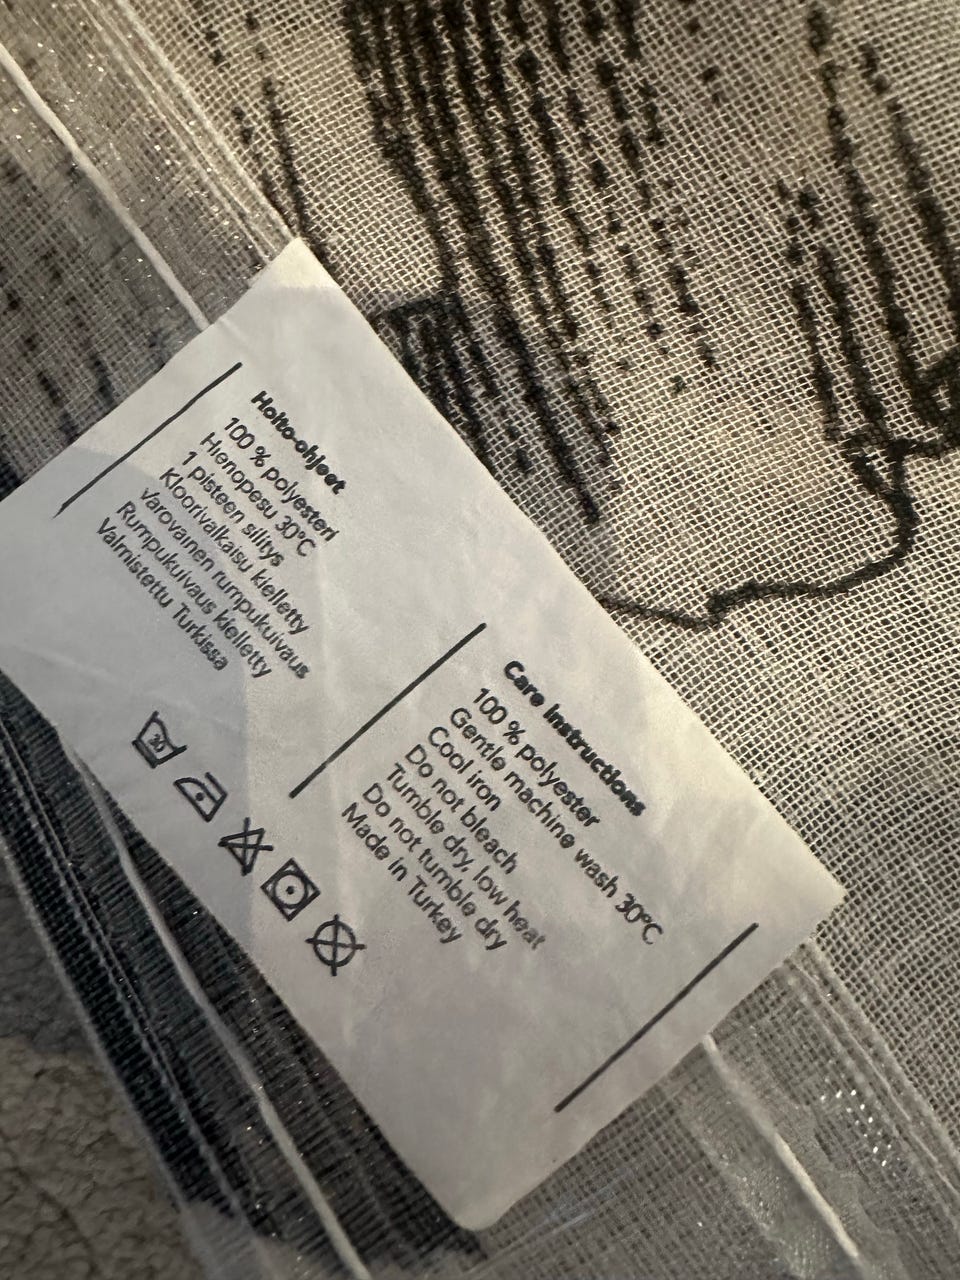 Hoito-ohjeet
100 % polyesteri
Hienopesu 30°C
1 pisteen silitys
Kloorivalkaisu kielletty
Varovainen rumpukuivaus
Rumpukuivaus kielletty
Valmistettu Turkissa
30
Care instructions
100 % polyester
Gentle machine wash 30°C
Cool iron
Do not bleach
Tumble dry, low heat
Do not tumble dry
Made in Turkey